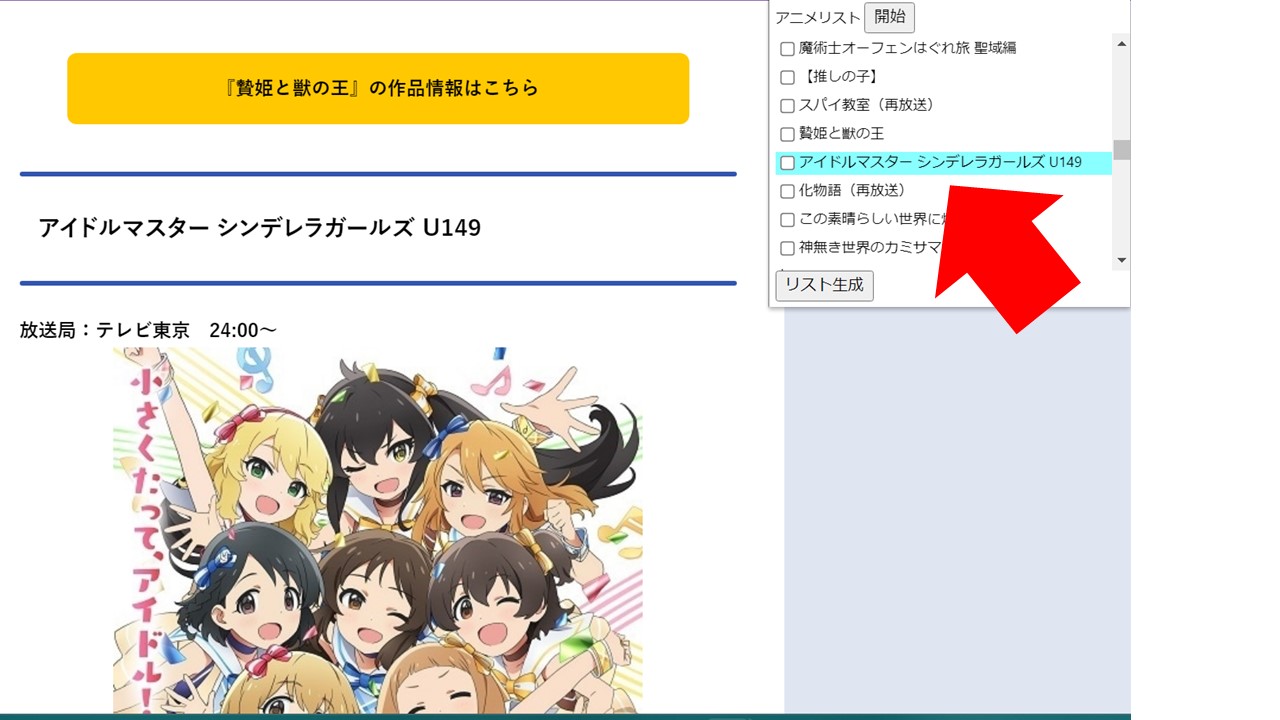 『贄姫と獣の王』の作品情報はこちら
アイドルマスター シンデレラガールズ U149
放送局：テレビ東京　24:00～
小さくたって、アイドル！
アニメリスト 開始
魔術士オーフェンはぐれ旅 聖域編
【推しの子】
スパイ教室（再放送）
贄姫と獣の王
アイドルマスター シンデレラガールズ U149
化物語（再放送）
この素晴らしい世界に
神無き世界のカミサマ
リスト生成